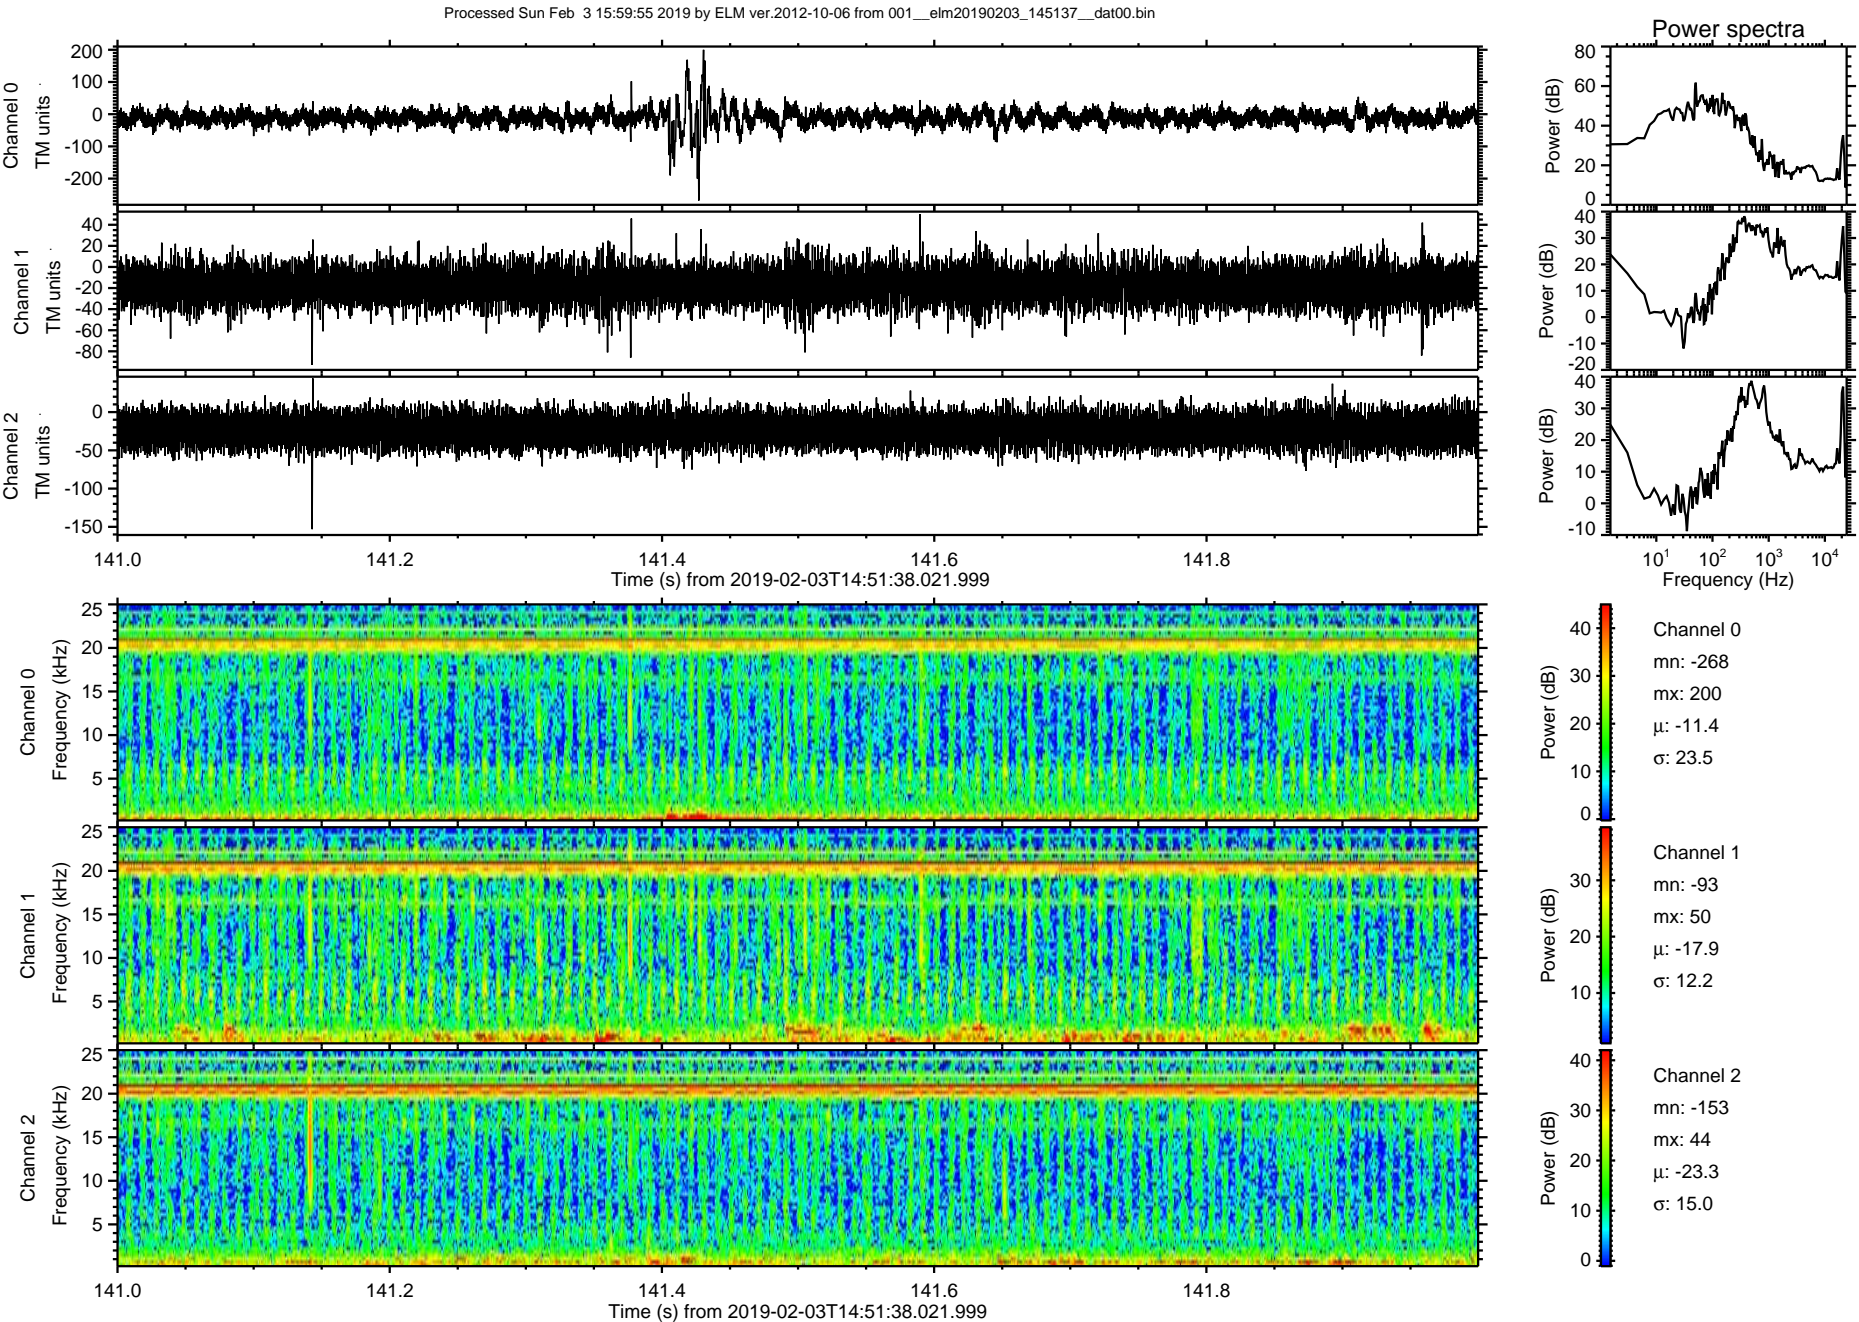 Processed Sun Feb  3 15:59:55 2019 by ELM ver.2012-10-06 from 001__elm20190203_145137__dat00.bin
Power spectra
Channel 0
TM units
200
100
0
-100
-200
Power (dB)
80
60
40
20
0
Channel 1
TM units
40
20
0
-20
-40
-60
-80
Power (dB)
40
30
20
10
0
-10
-20
Channel 2
TM units
0
-50
-100
-150
Power (dB)
40
30
20
10
0
-10
141.0 141.2 141.4 141.6 141.8
Time (s) from 2019-02-03T14:51:38.021.999
10¹ 10² 10³ 10⁴
Frequency (Hz)
Channel 0
Frequency (kHz)
25
20
15
10
5
Power (dB)
40
30
20
10
0
Channel 0
mn: -268
mx: 200
μ: -11.4
σ: 23.5
Channel 1
Frequency (kHz)
25
20
15
10
5
Power (dB)
30
20
10
Channel 1
mn: -93
mx: 50
μ: -17.9
σ: 12.2
Channel 2
Frequency (kHz)
25
20
15
10
5
Power (dB)
40
30
20
10
0
Channel 2
mn: -153
mx: 44
μ: -23.3
σ: 15.0
141.0 141.2 141.4 141.6 141.8
Time (s) from 2019-02-03T14:51:38.021.999